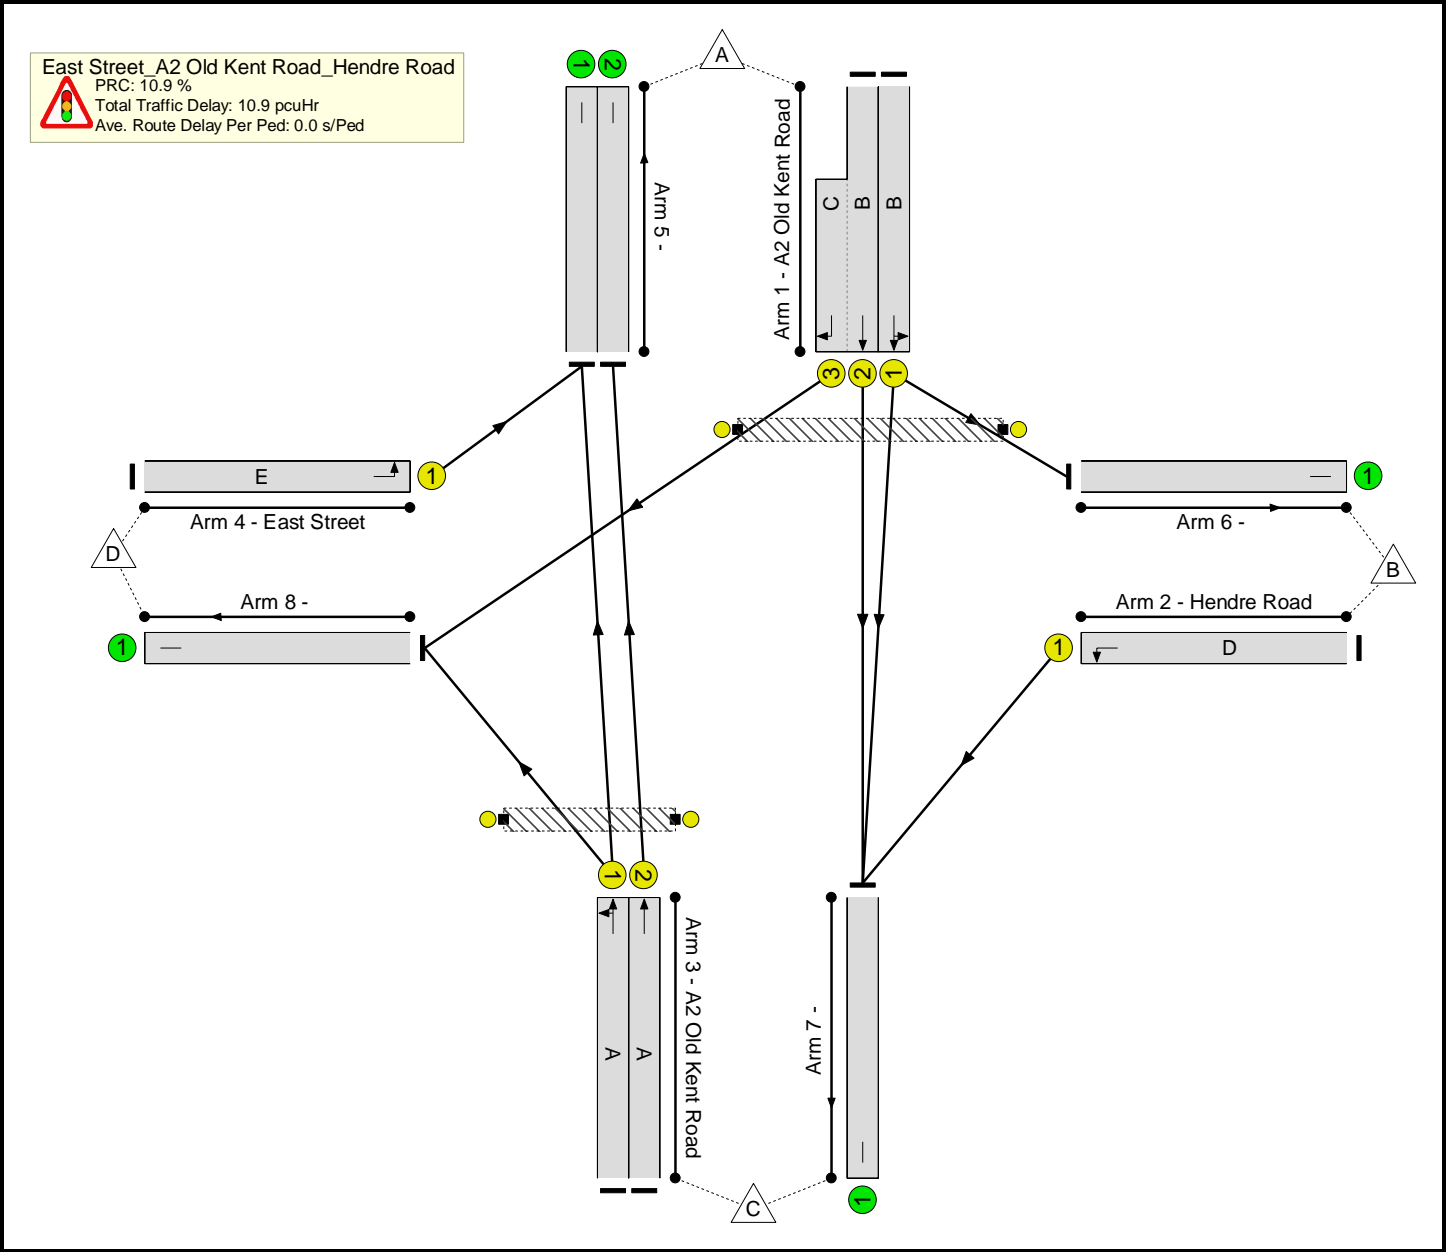 East Street_A2 Old Kent Road_Hendre Road
PRC: 10.9 %
Total Traffic Delay: 10.9 pcuHr
Ave. Route Delay Per Ped: 0.0 s/Ped
A
1
2
Arm 5 -
Arm 1 - A2 Old Kent Road
C
B
B
3
2
1
E
1
Arm 4 - East Street
D
Arm 8 -
1
1
Arm 6 -
B
Arm 2 - Hendre Road
1
D
1
2
A
A
Arm 3 - A2 Old Kent Road
Arm 7 -
1
C